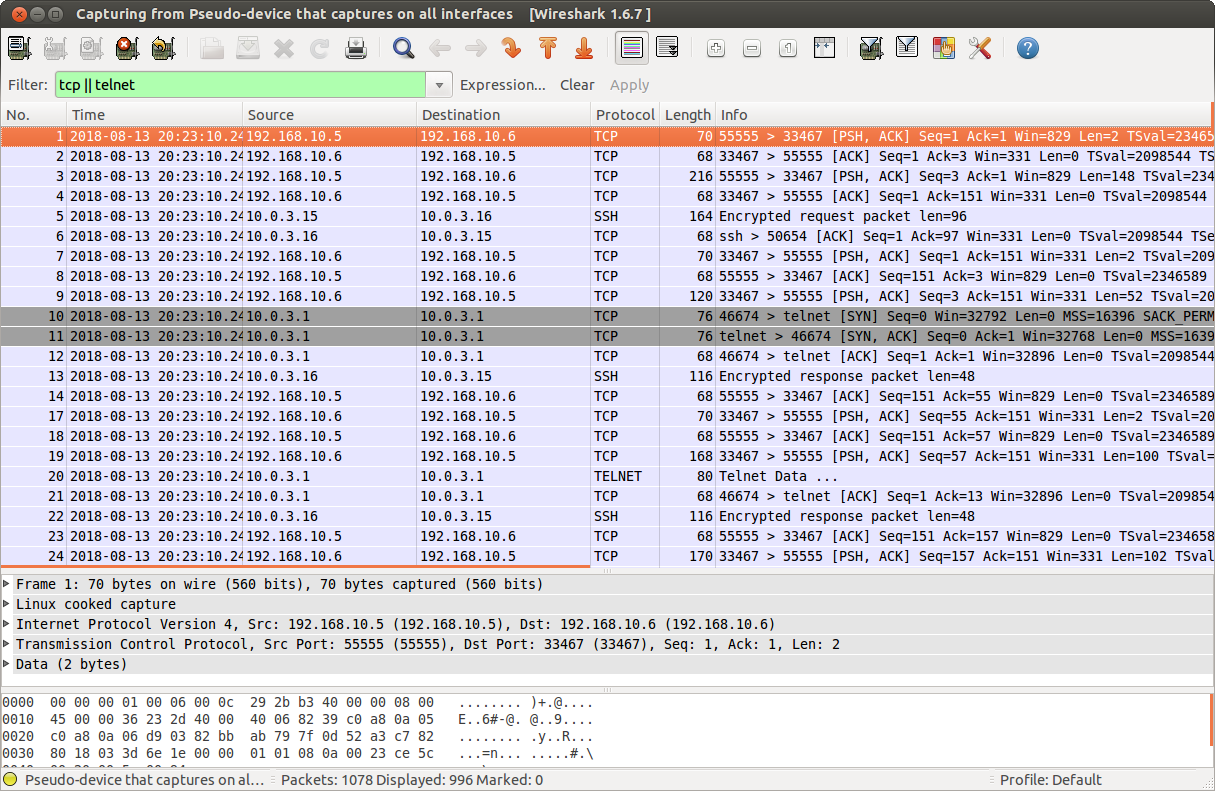 Capturing from Pseudo-device that captures on all interfaces [Wireshark 1.6.7 ]
Filter: tcp || telnet Expression... Clear Apply
No. Time Source Destination Protocol Length Info
1 2018-08-13 20:23:10.24 192.168.10.5 192.168.10.6 TCP 70 55555 > 33467 [PSH, ACK] Seq=1 Ack=1 Win=829 Len=2 TSval=23465
2 2018-08-13 20:23:10.24 192.168.10.6 192.168.10.5 TCP 68 33467 > 55555 [ACK] Seq=1 Ack=3 Win=331 Len=0 TSval=2098544 TS
3 2018-08-13 20:23:10.24 192.168.10.5 192.168.10.6 TCP 216 55555 > 33467 [PSH, ACK] Seq=3 Ack=1 Win=829 Len=148 TSval=234
4 2018-08-13 20:23:10.24 192.168.10.6 192.168.10.5 TCP 68 33467 > 55555 [ACK] Seq=1 Ack=151 Win=331 Len=0 TSval=2098544
5 2018-08-13 20:23:10.24 10.0.3.15 10.0.3.16 SSH 164 Encrypted request packet len=96
6 2018-08-13 20:23:10.24 10.0.3.16 10.0.3.15 TCP 68 ssh > 50654 [ACK] Seq=1 Ack=97 Win=331 Len=0 TSval=2098544 TSe
7 2018-08-13 20:23:10.24 192.168.10.6 192.168.10.5 TCP 70 33467 > 55555 [PSH, ACK] Seq=1 Ack=151 Win=331 Len=2 TSval=209
8 2018-08-13 20:23:10.24 192.168.10.5 192.168.10.6 TCP 68 55555 > 33467 [ACK] Seq=151 Ack=3 Win=829 Len=0 TSval=2346589
9 2018-08-13 20:23:10.24 192.168.10.6 192.168.10.5 TCP 120 33467 > 55555 [PSH, ACK] Seq=3 Ack=151 Win=331 Len=52 TSval=20
10 2018-08-13 20:23:10.24 10.0.3.1 10.0.3.1 TCP 76 46674 > telnet [SYN] Seq=0 Win=32792 Len=0 MSS=16396 SACK_PERM
11 2018-08-13 20:23:10.24 10.0.3.1 10.0.3.1 TCP 76 telnet > 46674 [SYN, ACK] Seq=0 Ack=1 Win=32768 Len=0 MSS=1639
12 2018-08-13 20:23:10.24 10.0.3.1 10.0.3.1 TCP 68 46674 > telnet [ACK] Seq=1 Ack=1 Win=32896 Len=0 TSval=2098544
13 2018-08-13 20:23:10.24 10.0.3.16 10.0.3.15 SSH 116 Encrypted response packet len=48
14 2018-08-13 20:23:10.24 192.168.10.5 192.168.10.6 TCP 68 55555 > 33467 [ACK] Seq=151 Ack=55 Win=829 Len=0 TSval=2346589
17 2018-08-13 20:23:10.24 192.168.10.6 192.168.10.5 TCP 70 33467 > 55555 [PSH, ACK] Seq=55 Ack=151 Win=331 Len=2 TSval=20
18 2018-08-13 20:23:10.24 192.168.10.5 192.168.10.6 TCP 68 55555 > 33467 [ACK] Seq=151 Ack=57 Win=829 Len=0 TSval=2346589
19 2018-08-13 20:23:10.24 192.168.10.6 192.168.10.5 TCP 168 33467 > 55555 [PSH, ACK] Seq=57 Ack=151 Win=331 Len=100 TSval=
20 2018-08-13 20:23:10.24 10.0.3.1 10.0.3.1 TELNET 80 Telnet Data ...
21 2018-08-13 20:23:10.24 10.0.3.1 10.0.3.1 TCP 68 46674 > telnet [ACK] Seq=1 Ack=13 Win=32896 Len=0 TSval=209854
22 2018-08-13 20:23:10.24 10.0.3.16 10.0.3.15 SSH 116 Encrypted response packet len=48
23 2018-08-13 20:23:10.24 192.168.10.5 192.168.10.6 TCP 68 55555 > 33467 [ACK] Seq=151 Ack=157 Win=829 Len=0 TSval=234658
24 2018-08-13 20:23:10.24 192.168.10.6 192.168.10.5 TCP 170 33467 > 55555 [PSH, ACK] Seq=157 Ack=151 Win=331 Len=102 TSval
Frame 1: 70 bytes on wire (560 bits), 70 bytes captured (560 bits)
Linux cooked capture
Internet Protocol Version 4, Src: 192.168.10.5 (192.168.10.5), Dst: 192.168.10.6 (192.168.10.6)
Transmission Control Protocol, Src Port: 55555 (55555), Dst Port: 33467 (33467), Seq: 1, Ack: 1, Len: 2
Data (2 bytes)
0000 00 00 00 01 00 06 00 0c 29 2b b3 40 00 00 08 00 ........ )+.@....
0010 45 00 00 36 23 2d 40 00 40 06 82 39 c0 a8 0a 05 E..6#-@. @..9....
0020 c0 a8 0a 06 d9 03 82 bb ab 79 7f 0d 52 a3 c7 82 ........ .y..R...
0030 80 18 03 3d 6e 1e 00 00 01 01 08 0a 00 23 ce 5c ...=n... .....#.\
Pseudo-device that captures on al... Packets: 1078 Displayed: 996 Marked: 0 Profile: Default